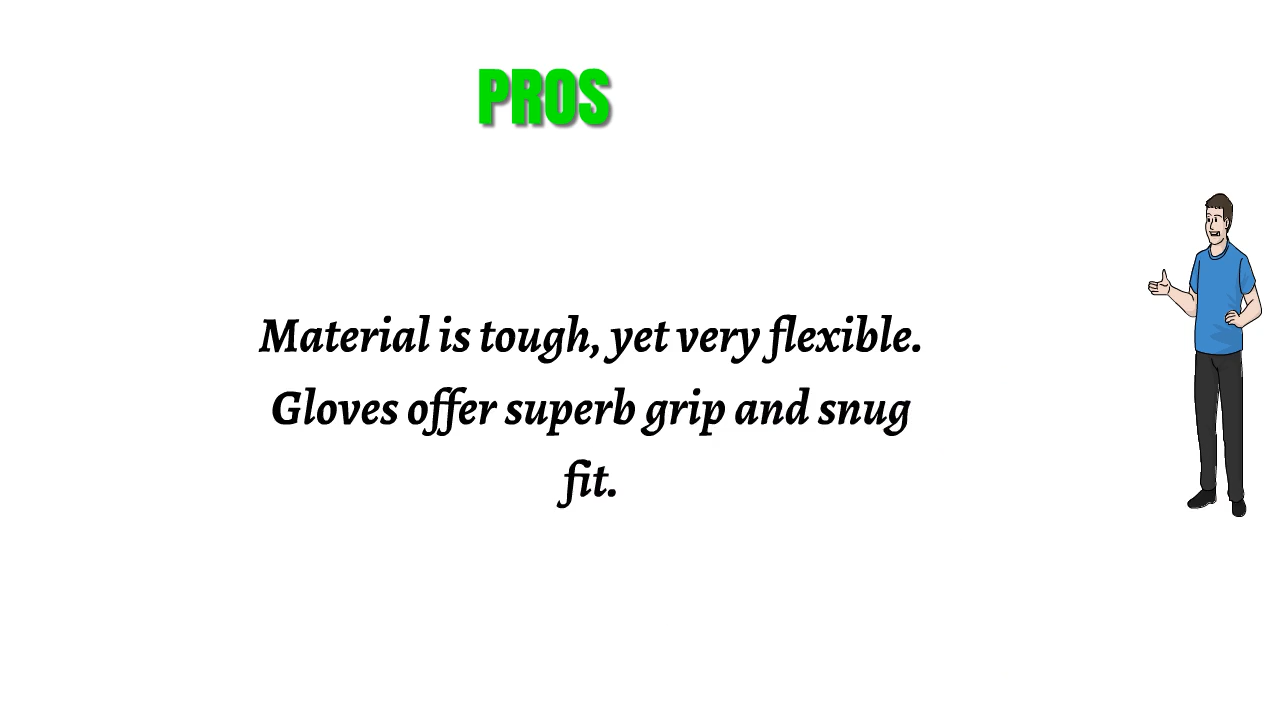 PROS
Material is tough, yet very flexible.
Gloves offer superb grip and snug
fit.